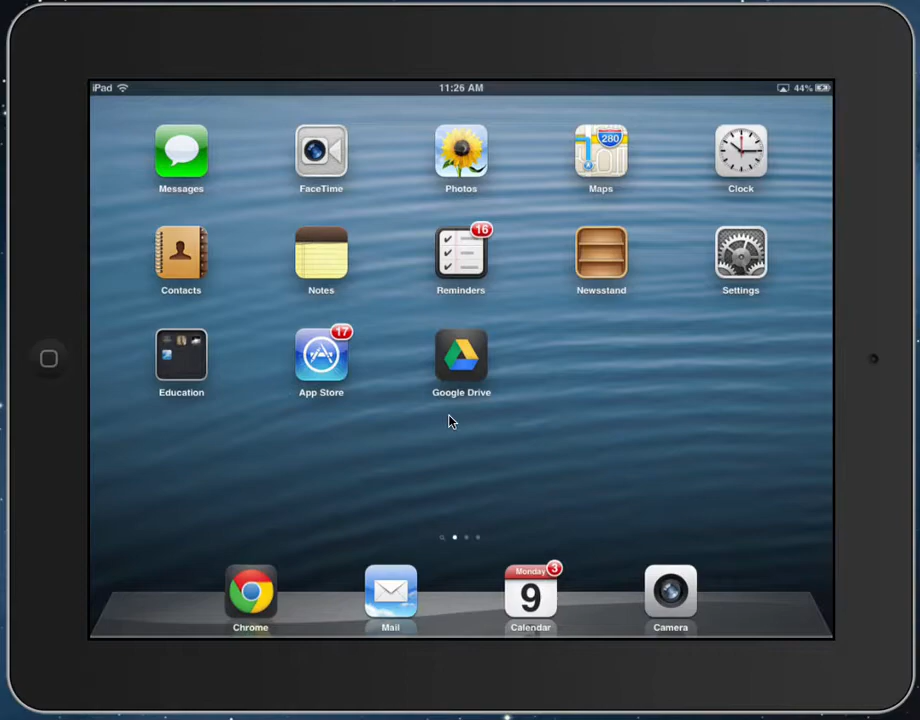 iPad 11:26 AM 44%
Messages FaceTime Photos Maps Clock
280
16
Contacts Notes Reminders Newsstand Settings
17
Education App Store Google Drive
Monday 3
9
Chrome Mail Calendar Camera